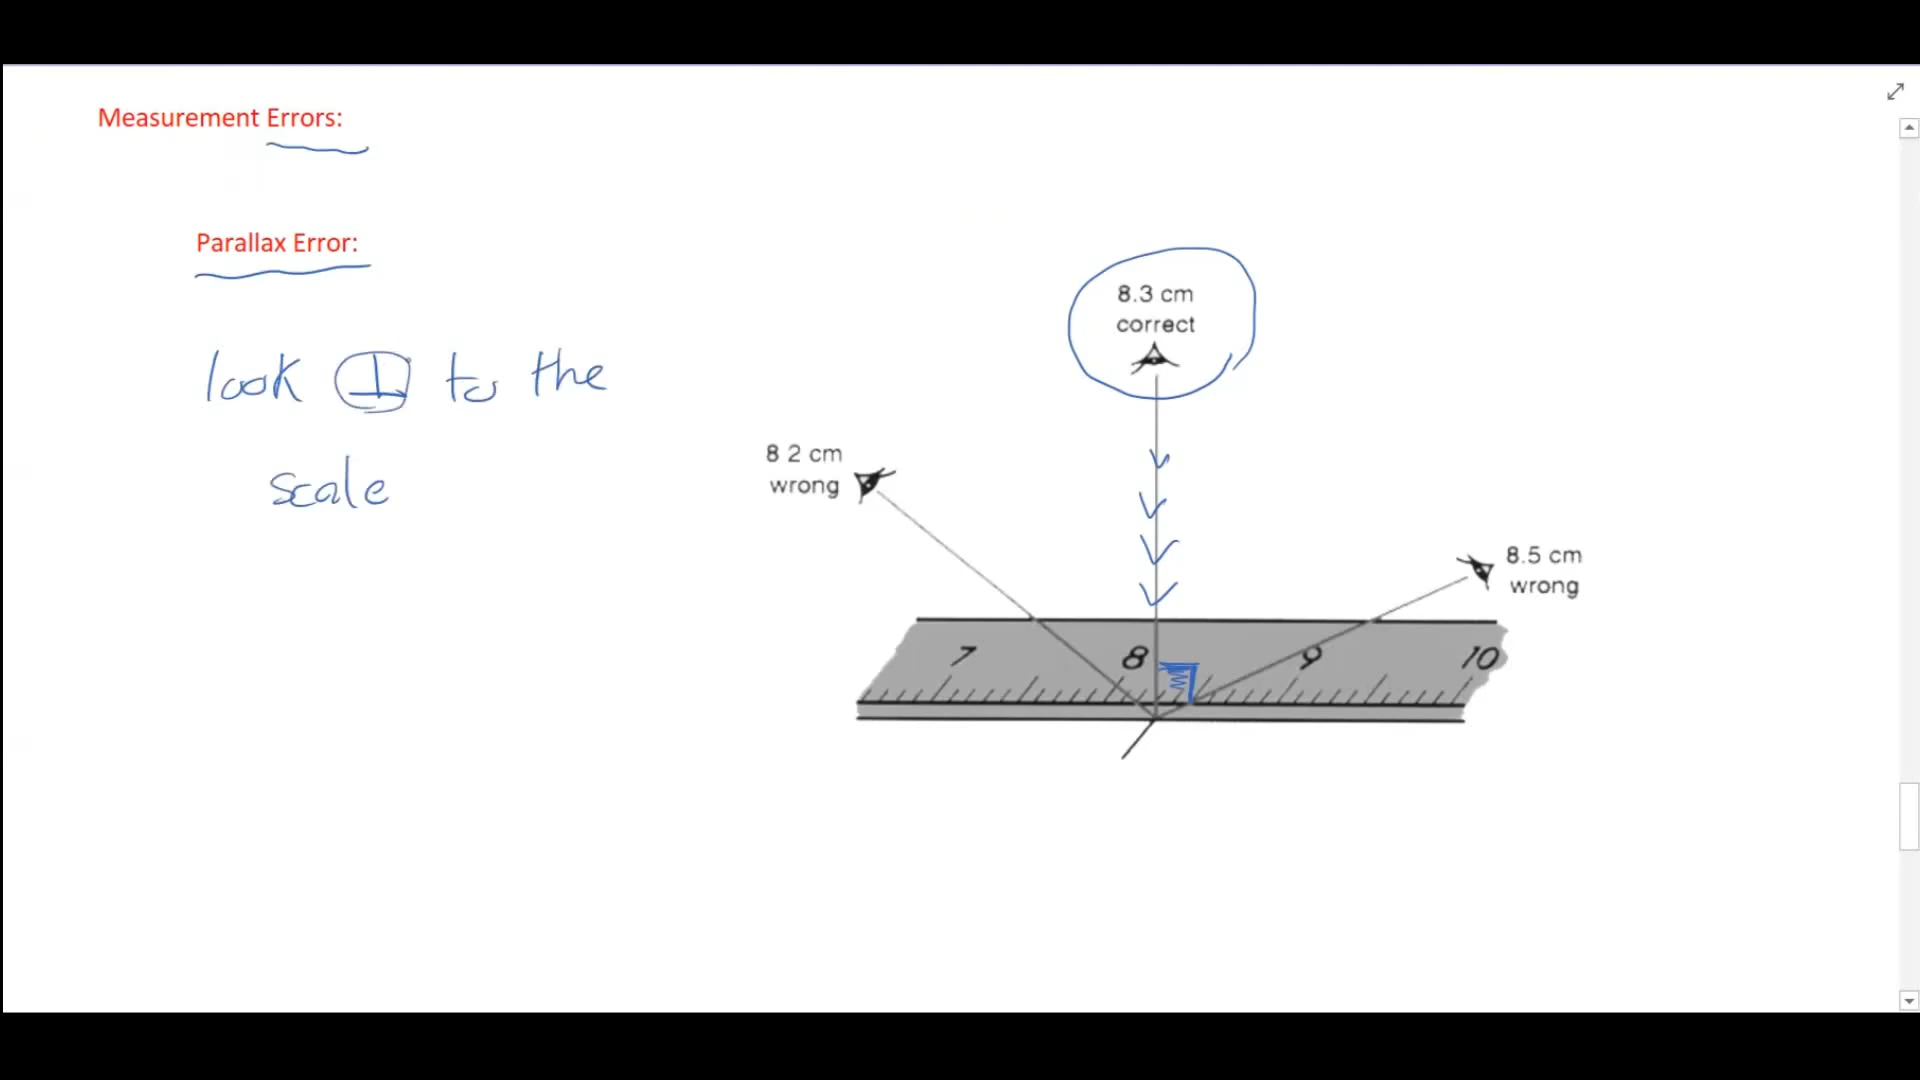 Measurement Errors:
Parallax Error:
look ⊥ to the
scale
8.3 cm
correct
8 2 cm
wrong
8.5 cm
wrong
7 8 9 10